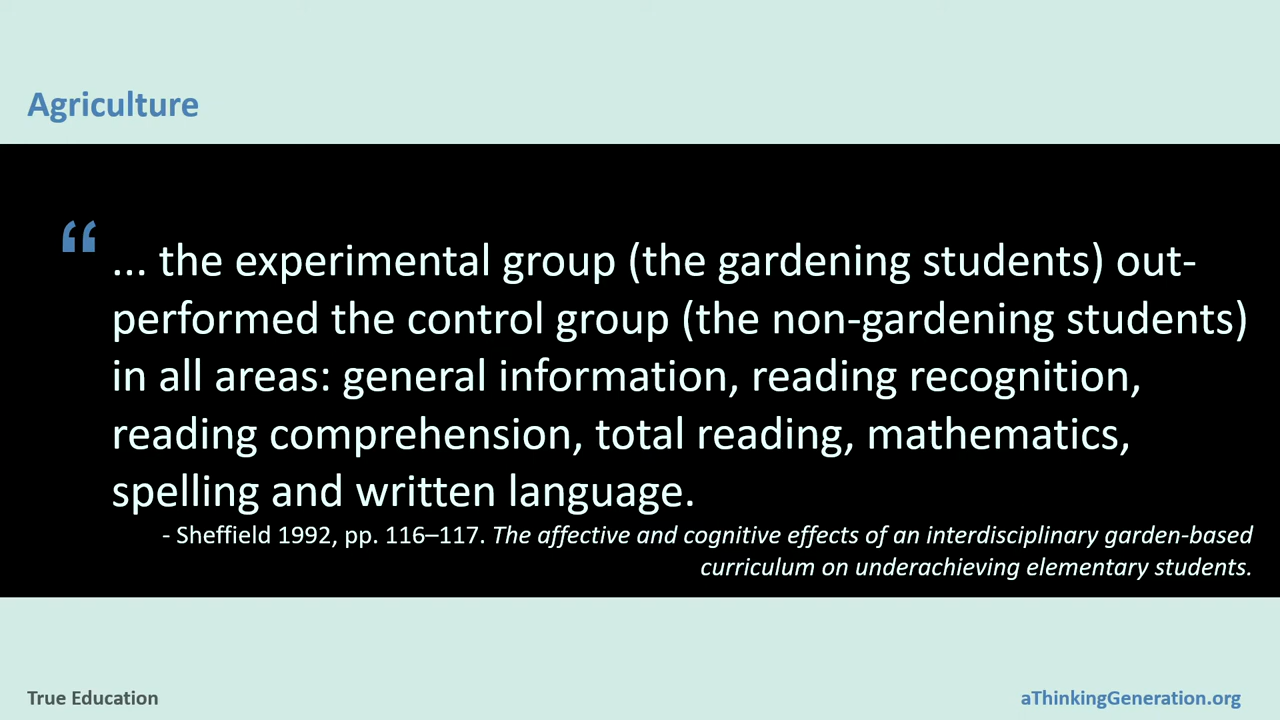 Agriculture
“
... the experimental group (the gardening students) out-
performed the control group (the non-gardening students)
in all areas: general information, reading recognition,
reading comprehension, total reading, mathematics,
spelling and written language.
- Sheffield 1992, pp. 116–117. The affective and cognitive effects of an interdisciplinary garden-based
curriculum on underachieving elementary students.
True Education
aThinkingGeneration.org